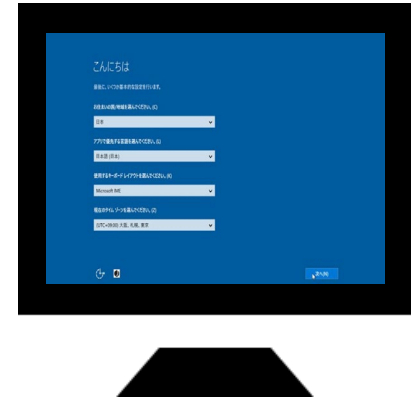 こんにちは
最後に、いくつか基本的な設定を行います。
お住まいの国/地域を選んでください。(C)
日本
アプリで優先する言語を選んでください。(L)
日本語 (日本)
使用するキーボード レイアウトを選んでください。(K)
Microsoft IME
現在のタイム ゾーンを選んでください。(Z)
(UTC+09:00) 大阪、札幌、東京
次へ(N)